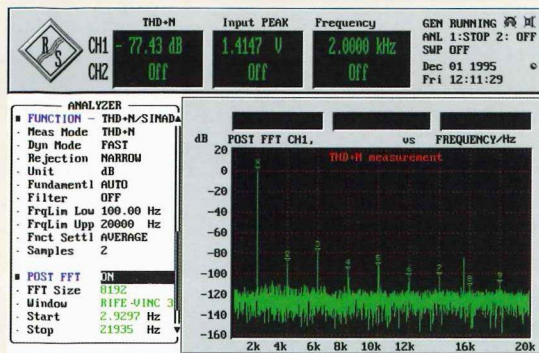 THD+N Input PEAK Frequency
CH1 - 77.43 dB 1.4147 V 2.0000 kHz
CH2 Off Off Off
GEN RUNNING
ANL 1:STOP 2: OFF
SWP OFF
Dec 01 1995
Fri 12:11:29
R S
ANALYZER
FUNCTION - THD+N/SINAD
Meas Mode THD+N
Dyn Mode FAST
Rejection NARROW
Unit dB
Fundamentl AUTO
Filter OFF
FrqLim Low 100.00 Hz
FrqLim Upp 20000 Hz
Fnct Settl AVERAGE
Samples 2
POST FFT ON
FFT Size 8192
Window RIFE-VINC 3
Start 2.9297 Hz
Stop 21935 Hz
dB POST FFT CH1, vs FREQUENCY/Hz
THD+N measurement
20
0
-20
-40
-60
-80
-100
-120
-140
-160
2k 4k 6k 8k 10k 12k 16k 20k